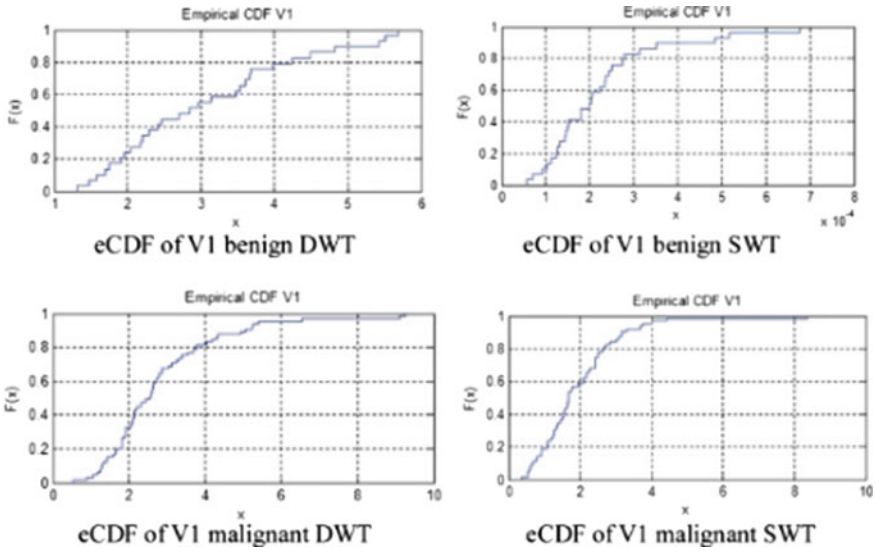 Empirical CDF V1
F(x)
1
0.8
0.6
0.4
0.2
0
1 2 3 4 5 6
x
eCDF of V1 benign DWT
Empirical CDF V1
F(x)
1
0.8
0.6
0.4
0.2
0
0 1 2 3 4 5 6 7 8
x
x 10⁻⁴
eCDF of V1 benign SWT
Empirical CDF V1
F(x)
1
0.8
0.6
0.4
0.2
0
0 2 4 6 8 10
x
eCDF of V1 malignant DWT
Empirical CDF V1
F(x)
1
0.8
0.6
0.4
0.2
0
0 2 4 6 8 10
x
eCDF of V1 malignant SWT